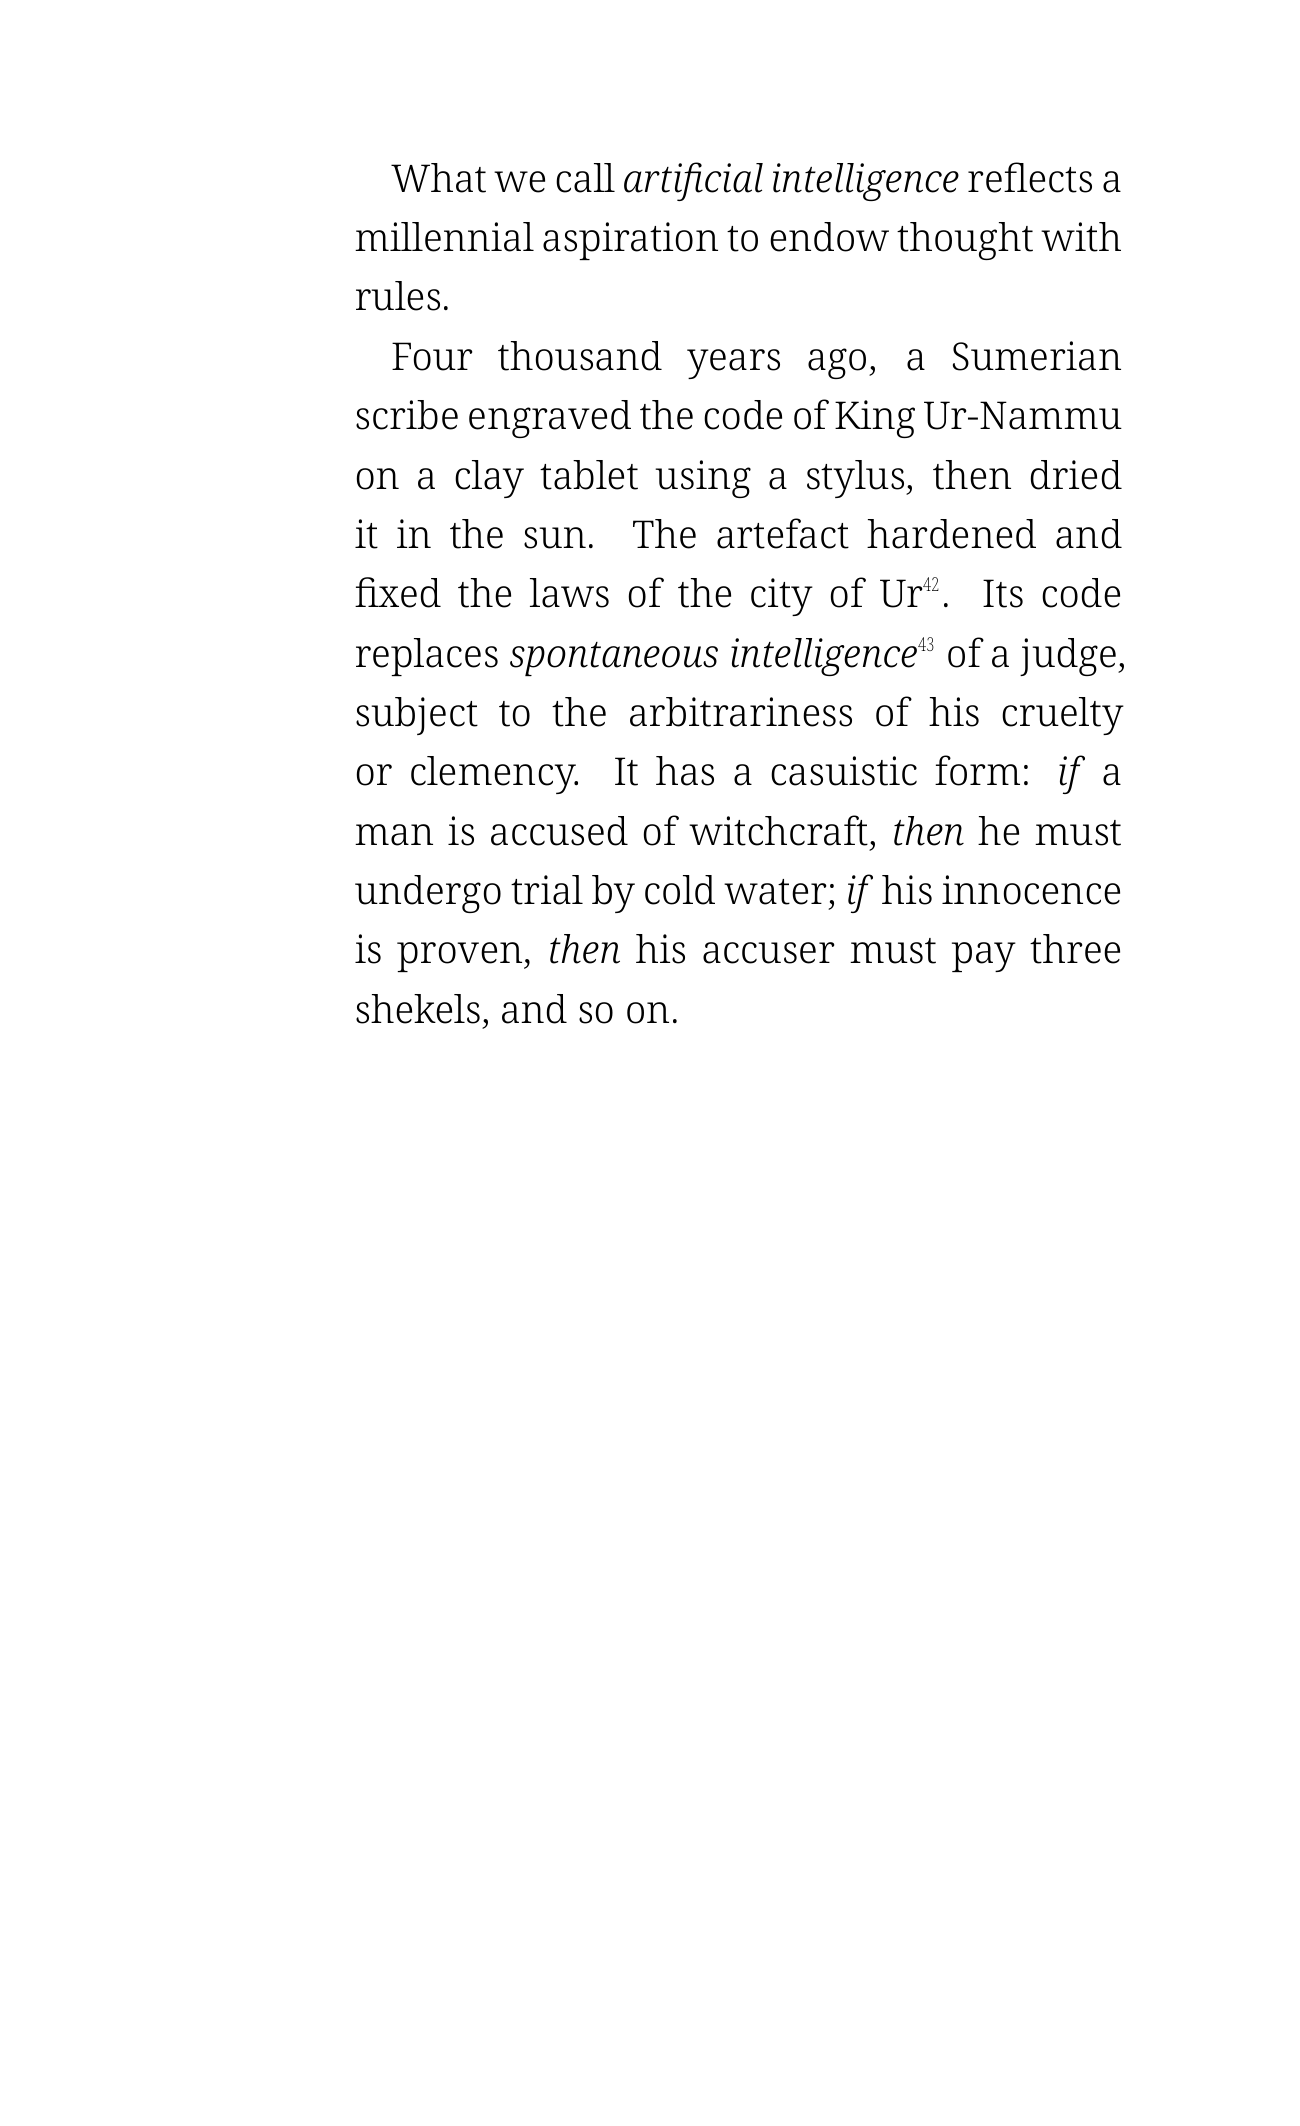 What we call artificial intelligence reflects a
millennial aspiration to endow thought with
rules.
Four thousand years ago, a Sumerian
scribe engraved the code of King Ur-Nammu
on a clay tablet using a stylus, then dried
it in the sun. The artefact hardened and
fixed the laws of the city of Ur42. Its code
replaces spontaneous intelligence43 of a judge,
subject to the arbitrariness of his cruelty
or clemency. It has a casuistic form: if a
man is accused of witchcraft, then he must
undergo trial by cold water; if his innocence
is proven, then his accuser must pay three
shekels, and so on.